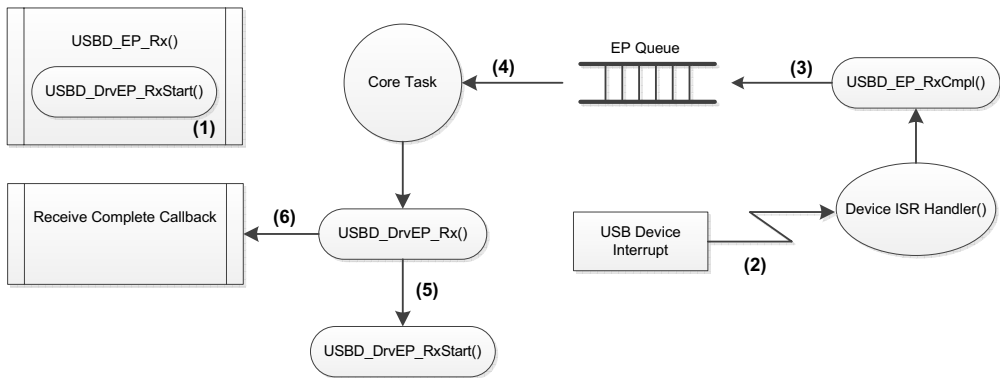 USBD_EP_Rx()
USBD_DrvEP_RxStart()
(1)
Core Task
(4)
EP Queue
(3)
USBD_EP_RxCmpl()
Receive Complete Callback
(6)
USBD_DrvEP_Rx()
(5)
USBD_DrvEP_RxStart()
USB Device
Interrupt
(2)
Device ISR Handler()